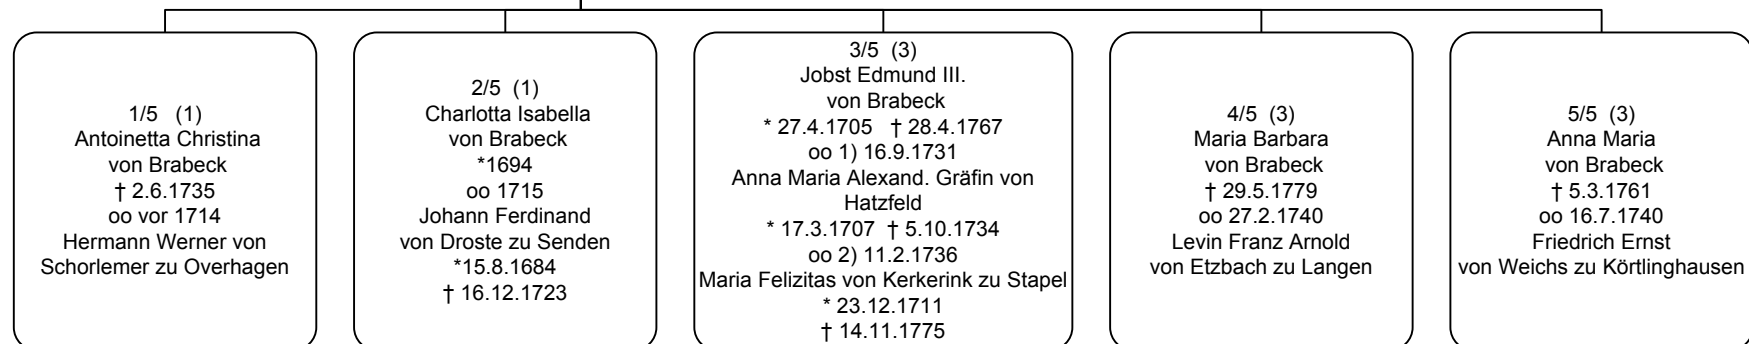 1/5 (1)
Antoinetta Christina
von Brabeck
† 2.6.1735
oo vor 1714
Hermann Werner von
Schorlemer zu Overhagen
2/5 (1)
Charlotta Isabella
von Brabeck
*1694
oo 1715
Johann Ferdinand
von Droste zu Senden
*15.8.1684
† 16.12.1723
3/5 (3)
Jobst Edmund III.
von Brabeck
* 27.4.1705 † 28.4.1767
oo 1) 16.9.1731
Anna Maria Alexand. Gräfin von
Hatzfeld
* 17.3.1707 † 5.10.1734
oo 2) 11.2.1736
Maria Felizitas von Kerkerink zu Stapel
* 23.12.1711
† 14.11.1775
4/5 (3)
Maria Barbara
von Brabeck
† 29.5.1779
oo 27.2.1740
Levin Franz Arnold
von Etzbach zu Langen
5/5 (3)
Anna Maria
von Brabeck
† 5.3.1761
oo 16.7.1740
Friedrich Ernst
von Weichs zu Körtlinghausen